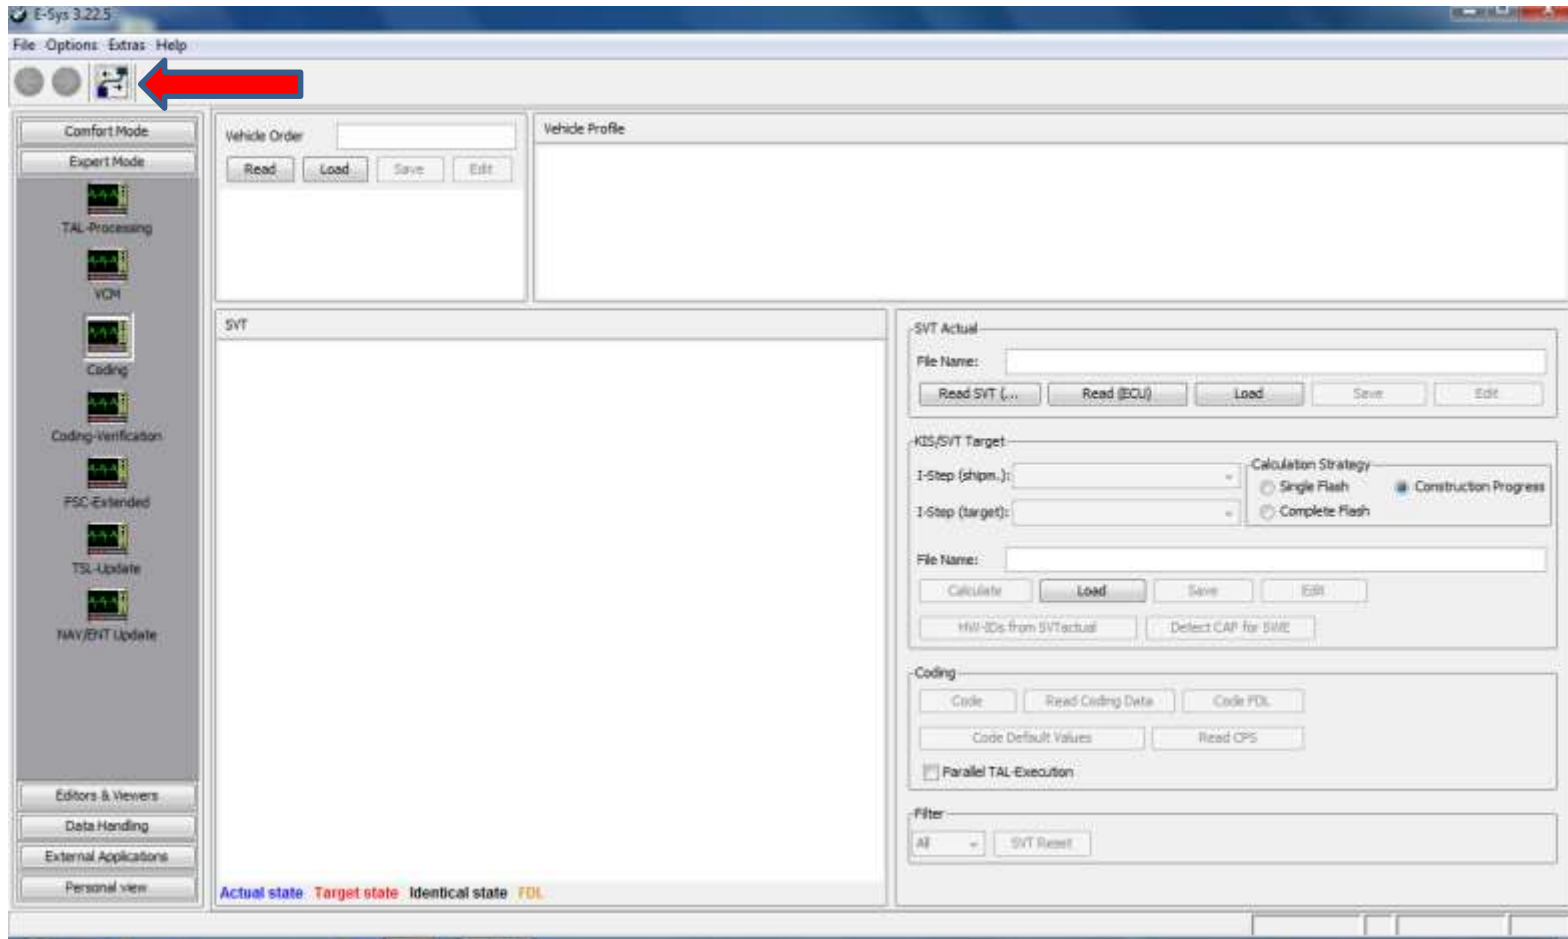 E-Sys 3.22.5
File Options Extras Help
Comfort Mode
Expert Mode
TAL-Processing
VCM
Coding
Coding-Verification
FSC-Extended
TSL-Update
NAV/ENT Update
Editors & Viewers
Data Handling
External Applications
Personal view
Vehicle Order
Read Load Save Edit
Vehicle Profile
SVT
Actual state Target state Identical state FDL
SVT Actual
File Name:
Read SVT (... Read (ECU) Load Save Edit
KIS/SVT Target
I-Step (shipm.):
I-Step (target):
Calculation Strategy
Single Flash Construction Progress
Complete Flash
File Name:
Calculate Load Save Edit
HW-IDs from SVTactual Detect CAF for SWE
Coding
Code Read Coding Data Code FDL
Code Default Values Read CPS
Parallel TAL-Execution
Filter
All SVT Reset